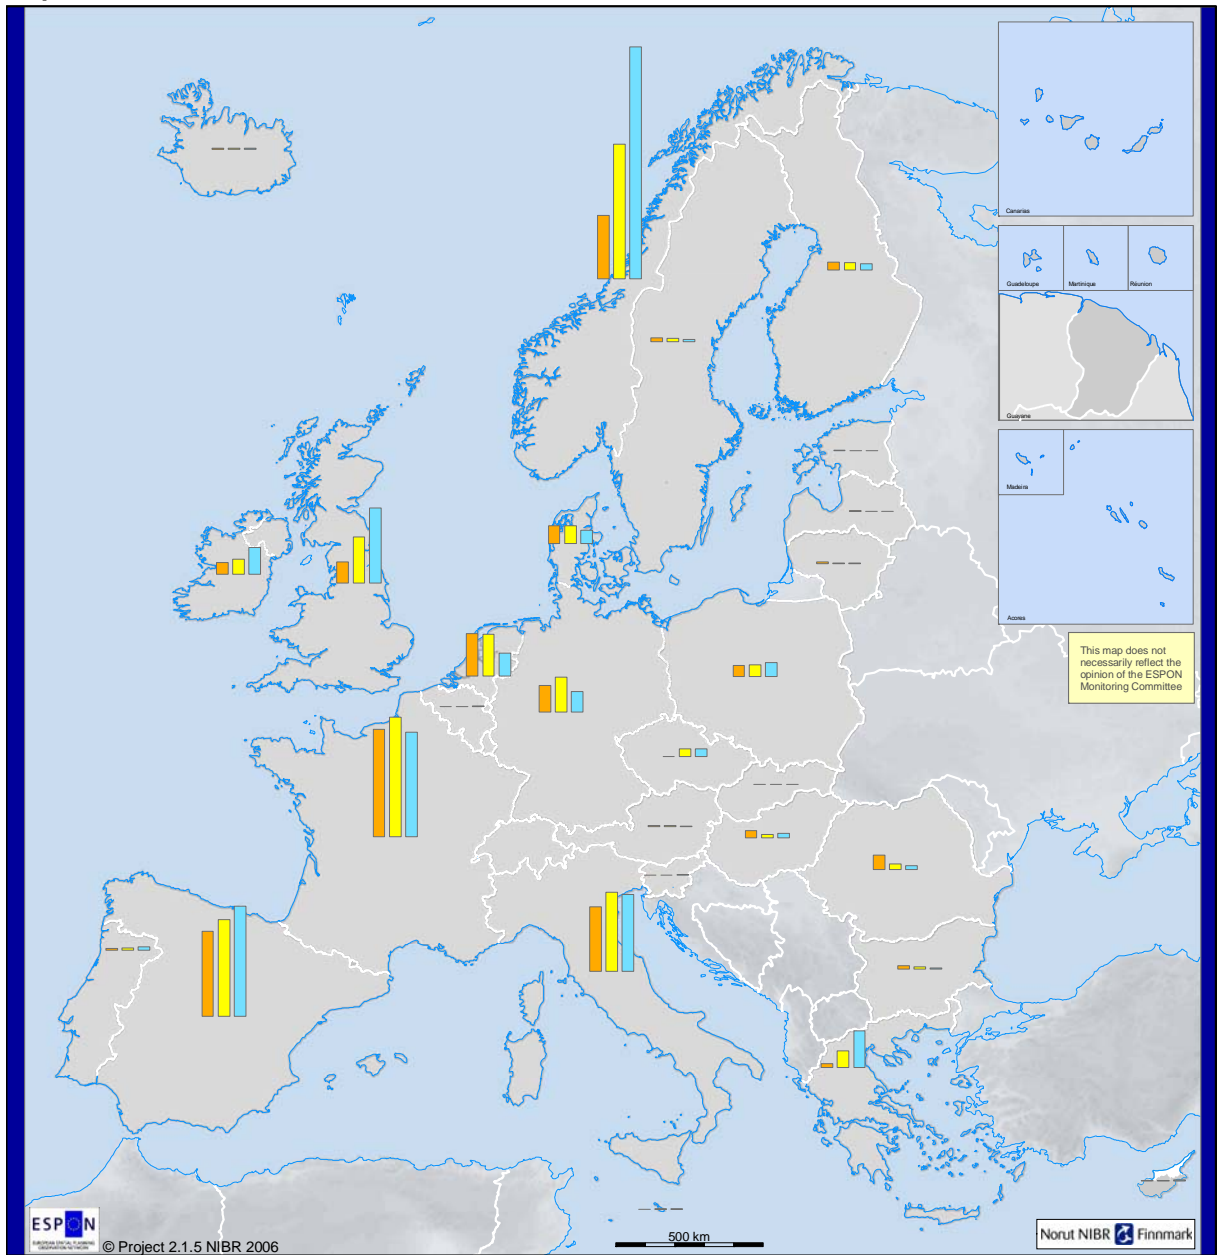 Canarias
Guadeloupe
Martinique
Réunion
Guayane
Madeira
Acores
This map does not
necessarily reflect the
opinion of the ESPON
Monitoring Committee
ESPON
© Project 2.1.5 NIBR 2006
500 km
Norut NIBR Finnmark